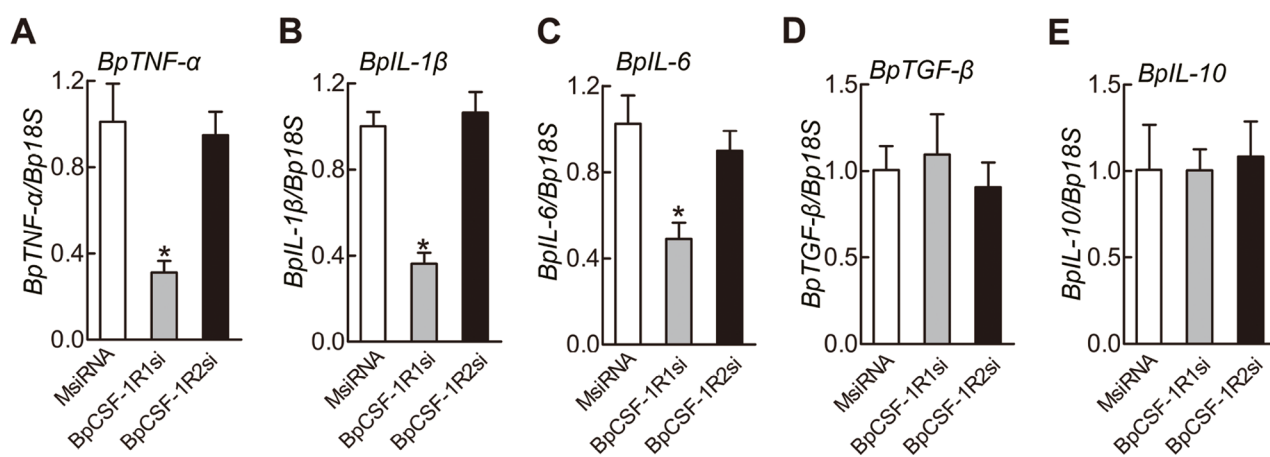 A
BpTNF-α
BpTNF-α/Bp18S
1.2
0.8
0.4
0.0
MsiRNA
BpCSF-1R1si
BpCSF-1R2si
B
BpIL-1β
BpIL-1β/Bp18S
1.2
0.8
0.4
0.0
*
*
MsiRNA
BpCSF-1R1si
BpCSF-1R2si
C
BpIL-6
BpIL-6/Bp18S
1.2
0.8
0.4
0.0
*
MsiRNA
BpCSF-1R1si
BpCSF-1R2si
D
BpTGF-β
BpTGF-β/Bp18S
1.5
1.0
1.0
0.0
MsiRNA
BpCSF-1R1si
BpCSF-1R2si
E
BpIL-10
BpIL-10/Bp18S
1.5
1.0
1.0
0.0
MsiRNA
BpCSF-1R1si
BpCSF-1R2si